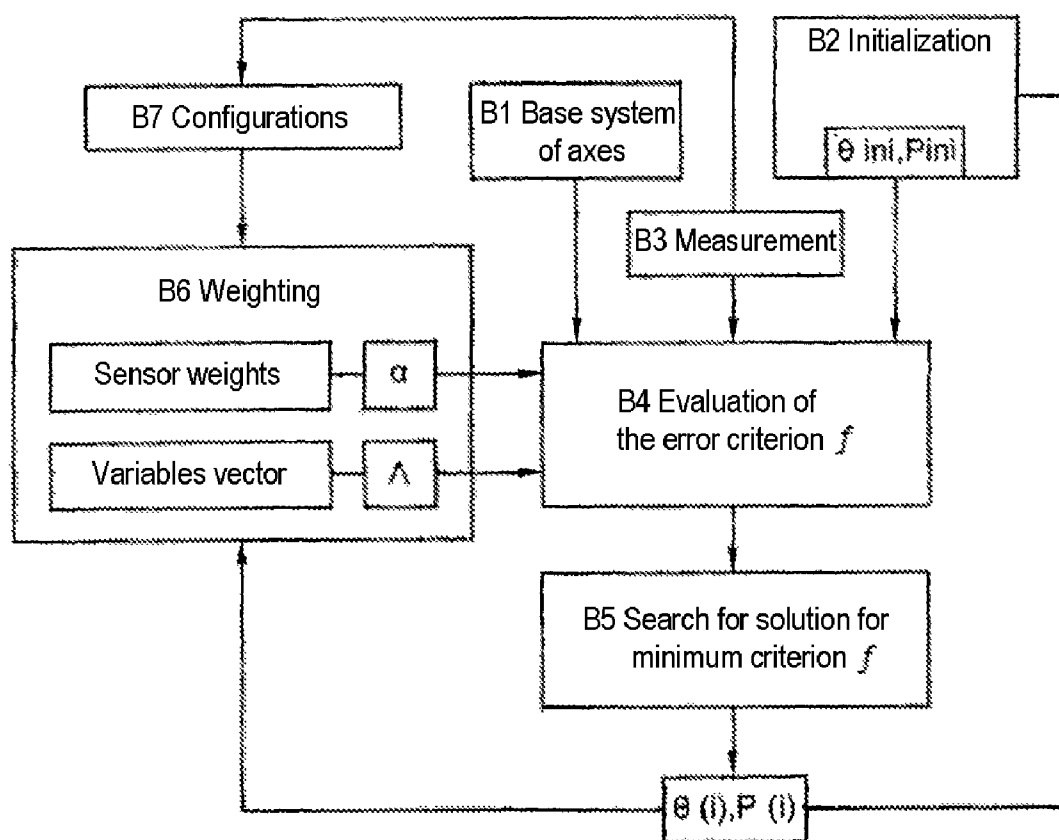 B2 Initialization
θ ini,Pini
B7 Configurations
B1 Base system
of axes
B3 Measurement
B6 Weighting
Sensor weights
α
Variables vector
Λ
B4 Evaluation of
the error criterion f
B5 Search for solution for
minimum criterion f
θ (i),P (i)